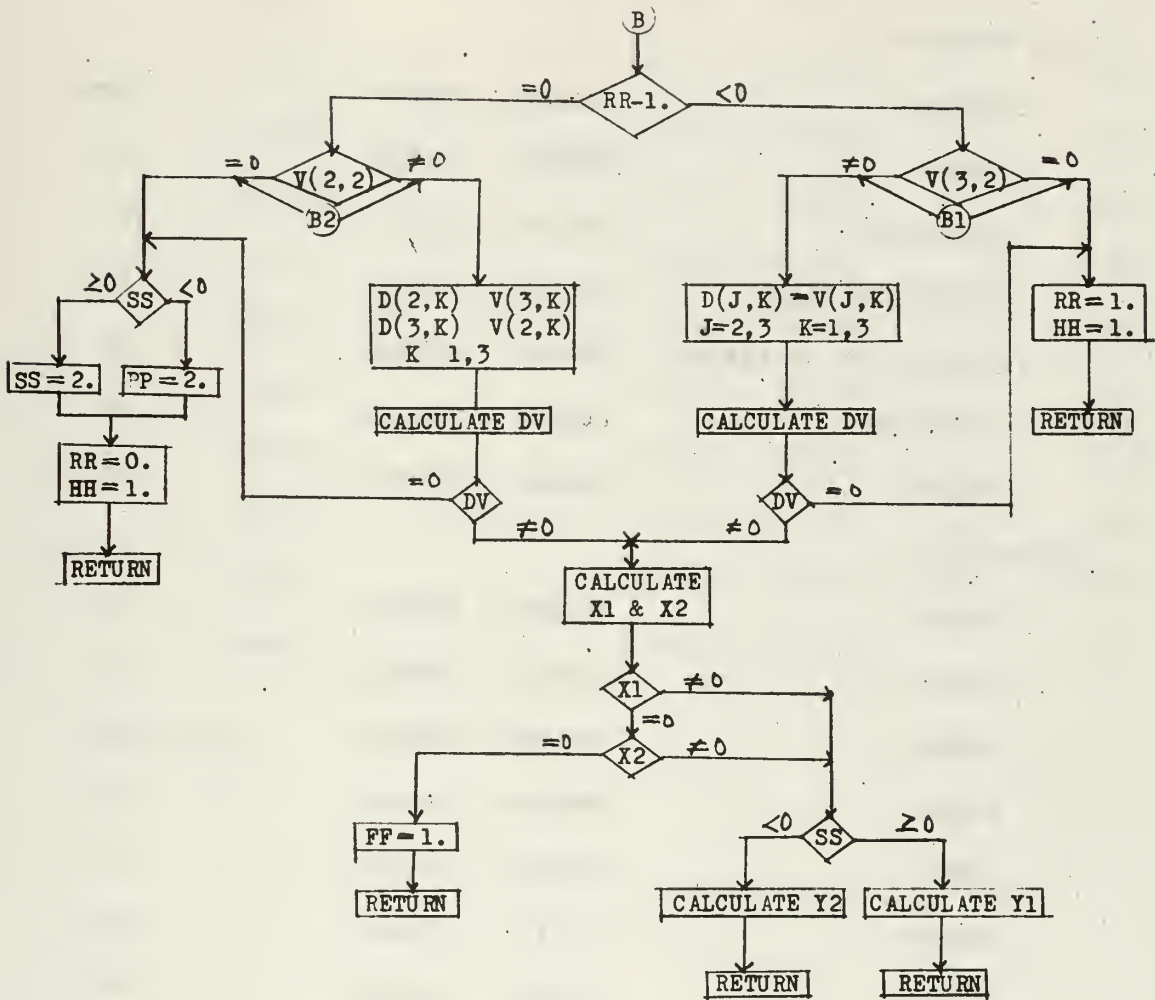 B
=0
RR-1.
<0
=0
V(2,2)
≠0
≠0
V(3,2)
=0
B2
B1
≥0
SS
<0
D(2,K) V(3,K)
D(3,K) V(2,K)
K 1,3
D(J,K)=V(J,K)
J=2,3 K=1,3
RR=1.
HH=1.
SS=2.
PP=2.
CALCULATE DV
CALCULATE DV
RETURN
RR=0.
HH=1.
=0
DV
≠0
DV
=0
≠0
RETURN
CALCULATE
X1 & X2
X1
≠0
=0
=0
X2
≠0
FF=1.
<0
SS
≥0
RETURN
CALCULATE Y2
CALCULATE Y1
RETURN
RETURN